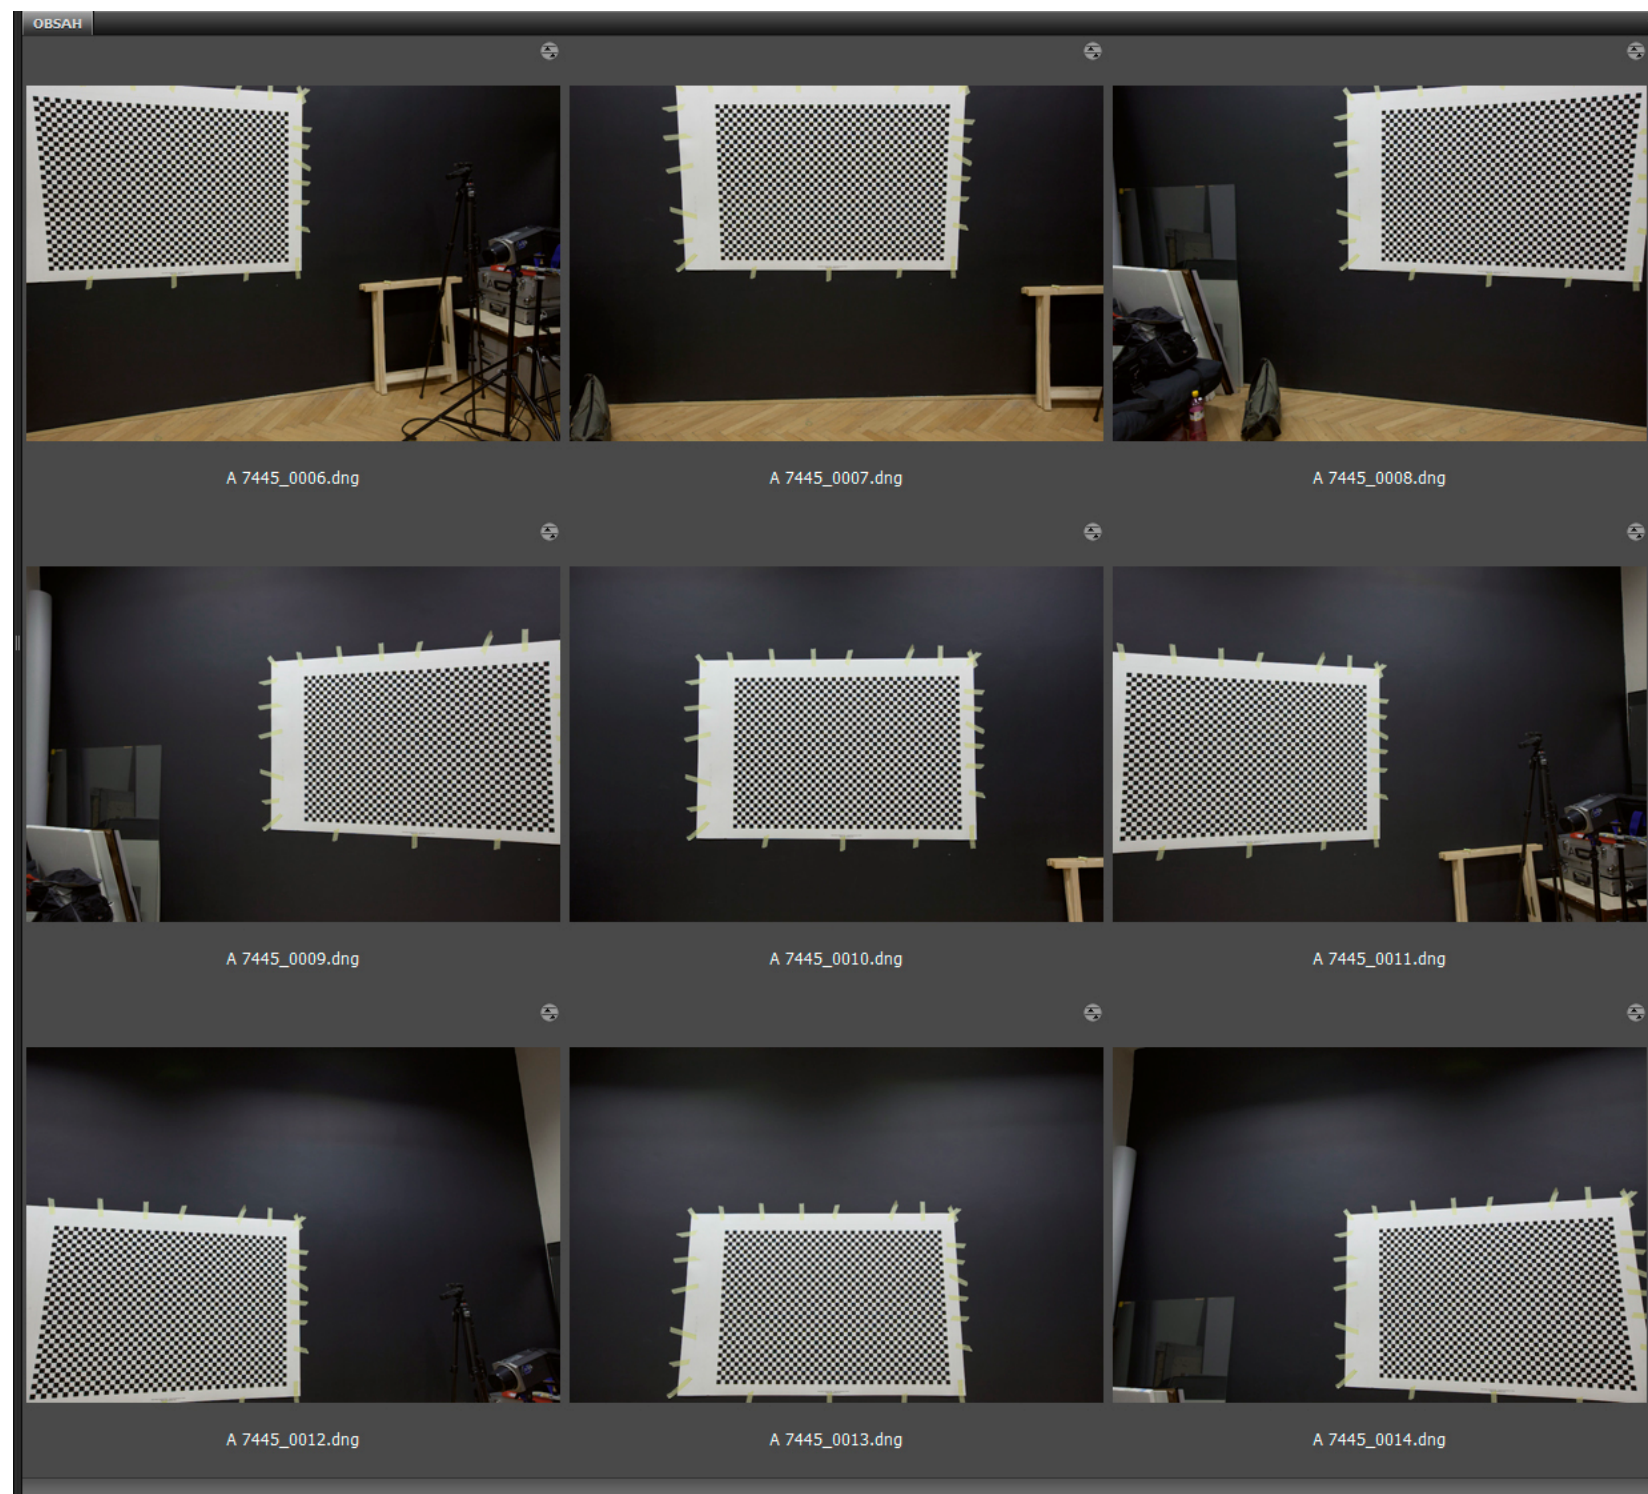 OBSAH
A 7445_0006.dng
A 7445_0007.dng
A 7445_0008.dng
A 7445_0009.dng
A 7445_0010.dng
A 7445_0011.dng
A 7445_0012.dng
A 7445_0013.dng
A 7445_0014.dng